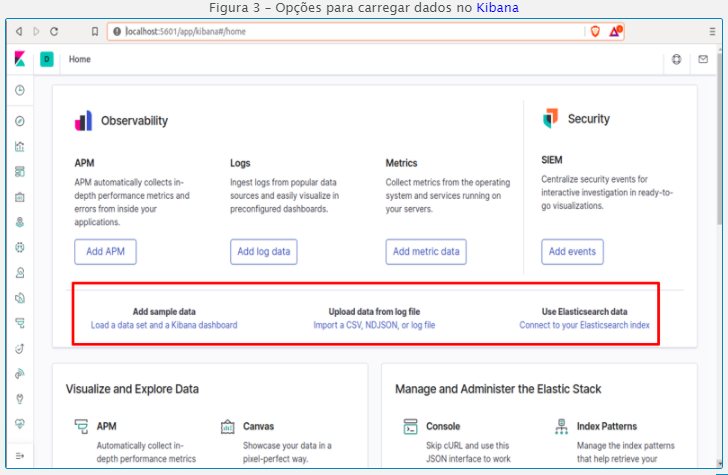 Figura 3 – Opções para carregar dados no Kibana
localhost:5601/app/kibana#/home
D Home
Observability
Security
APM
APM automatically collects in-
depth performance metrics and
errors from inside your
applications.
Add APM
Logs
Ingest logs from popular data
sources and easily visualize in
preconfigured dashboards.
Add log data
Metrics
Collect metrics from the operating
system and services running on
your servers.
Add metric data
SIEM
Centralize security events for
interactive investigation in ready-to-
go visualizations.
Add events
Add sample data
Load a data set and a Kibana dashboard
Upload data from log file
Import a CSV, NDJSON, or log file
Use Elasticsearch data
Connect to your Elasticsearch index
Visualize and Explore Data
APM
Automatically collect in-
depth performance metrics
Canvas
Showcase your data in a
pixel-perfect way.
Manage and Administer the Elastic Stack
Console
Skip cURL and use this
JSON interface to work
Index Patterns
Manage the index patterns
that help retrieve your